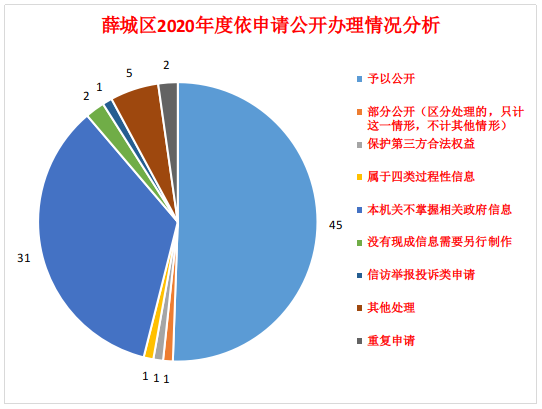 薛城区2020年度依申请公开办理情况分析
2
5
1
2
予以公开
部分公开（区分处理的，只计
这一情形，不计其他情形）
保护第三方合法权益
属于四类过程性信息
本机关不掌握相关政府信息
45
没有现成信息需要另行制作
31
信访举报投诉类申请
其他处理
重复申请
1
1
1